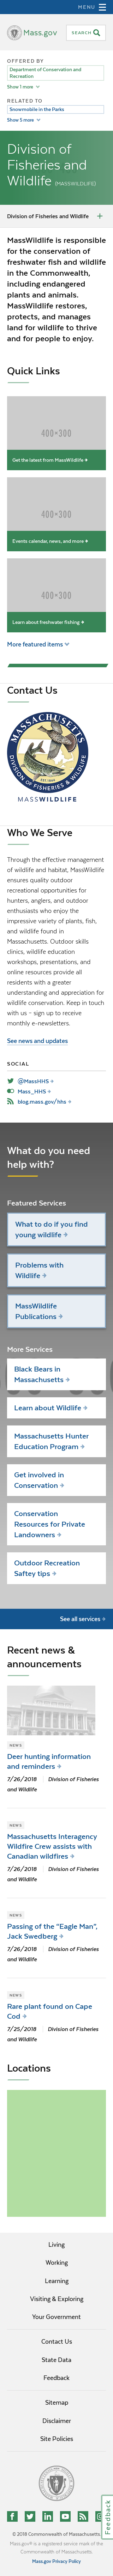 MENU
Mass.gov
SEARCH
OFFERED BY
Department of Conservation and
Recreation
Show 1 more
RELATED TO
Snowmobile in the Parks
Show 5 more
Division of
Fisheries and
Wildlife (MASSWILDLIFE)
Division of Fisheries and Wildlife
MassWildlife is responsible
for the conservation of
freshwater fish and wildlife
in the Commonwealth,
including endangered
plants and animals.
MassWildlife restores,
protects, and manages
land for wildlife to thrive
and for people to enjoy.
Quick Links
400×300
Get the latest from MassWildlife
400×300
Events calendar, news, and more
400×300
Learn about freshwater fishing
More featured items
Contact Us
MASSACHUSETTS
DIVISION of FISHERIES & WILDLIFE
MASSWILDLIFE
Who We Serve
Through the effective management
of wildlife and habitat, MassWildlife
ensures quality outdoor
recreational opportunities for
hunters, anglers, and outdoor
enthusiasts who enjoy
the impressive variety of plants, fish,
and wildlife found in
Massachusetts. Outdoor skills
clinics, wildlife education
workshops, presentations, and
online resources aim to provide all
residents with a greater
understanding and appreciation for
wildlife conservation. Keep in touch
with us – sign up to receive
monthly e-newsletters.
See news and updates
SOCIAL
@MassHHS
Mass_HHS
blog.mass.gov/hhs
What do you need
help with?
Featured Services
What to do if you find
young wildlife
Problems with
Wildlife
MassWildlife
Publications
More Services
Black Bears in
Massachusetts
Learn about Wildlife
Massachusetts Hunter
Education Program
Get involved in
Conservation
Conservation
Resources for Private
Landowners
Outdoor Recreation
Saftey tips
See all services
Recent news &
announcements
NEWS
Deer hunting information
and reminders
7/26/2018 Division of Fisheries
and Wildlife
NEWS
Massachusetts Interagency
Wildfire Crew assists with
Canadian wildfires
7/26/2018 Division of Fisheries
and Wildlife
NEWS
Passing of the "Eagle Man",
Jack Swedberg
7/26/2018 Division of Fisheries
and Wildlife
NEWS
Rare plant found on Cape
Cod
7/25/2018 Division of Fisheries
and Wildlife
Locations
Living
Working
Learning
Visiting & Exploring
Your Government
Contact Us
State Data
Feedback
Sitemap
Disclaimer
Site Policies
Feedback
© 2018 Commonwealth of Massachusetts.
Mass.gov® is a registered service mark of the
Commonwealth of Massachusetts.
Mass.gov Privacy Policy